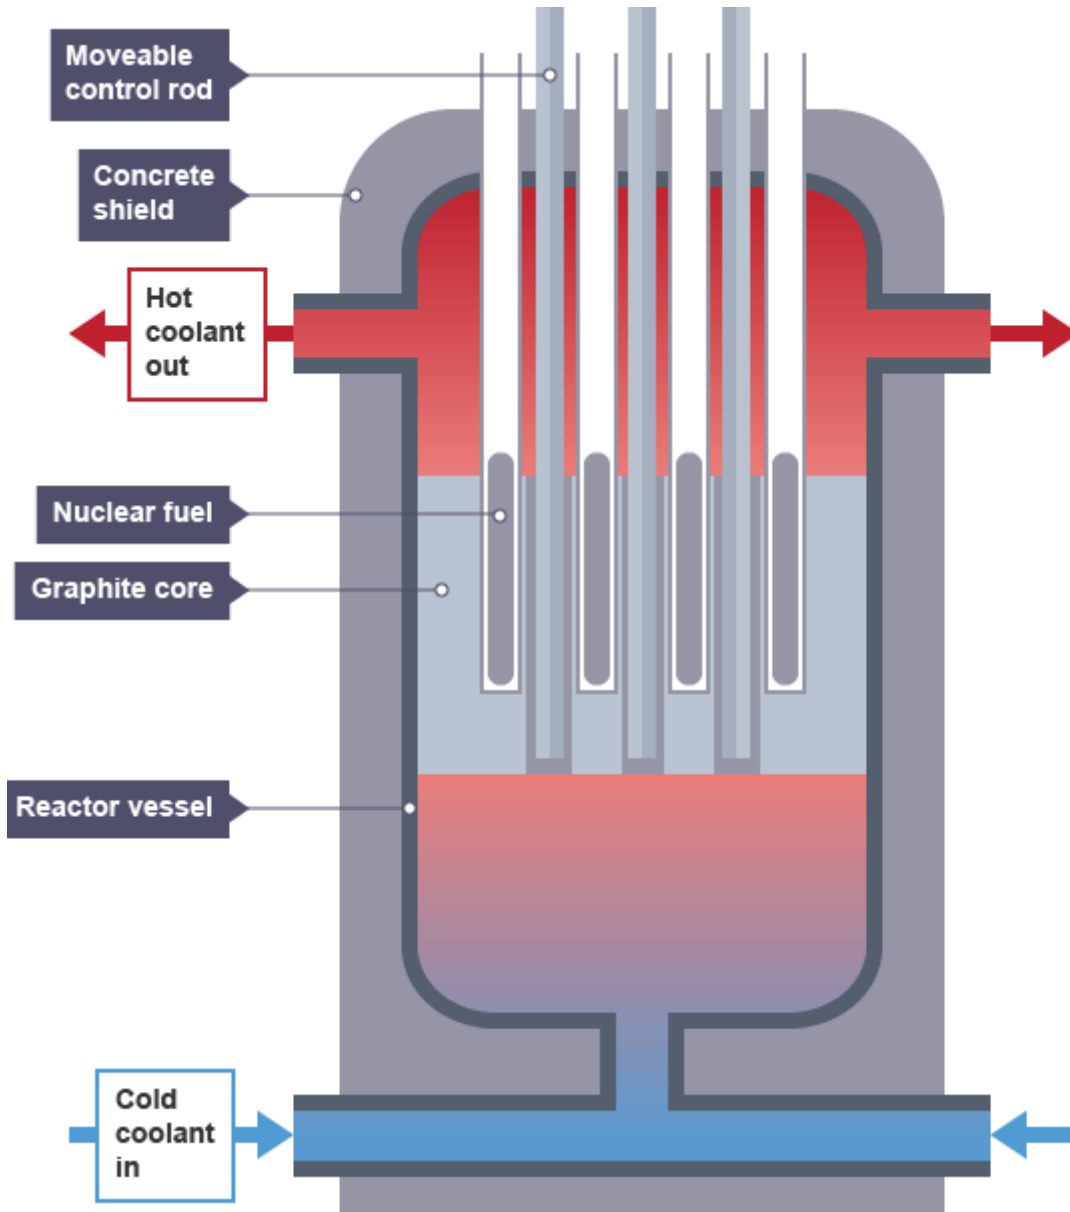 Moveable
control rod
Concrete
shield
Hot
coolant
out
Nuclear fuel
Graphite core
Reactor vessel
Cold
coolant
in